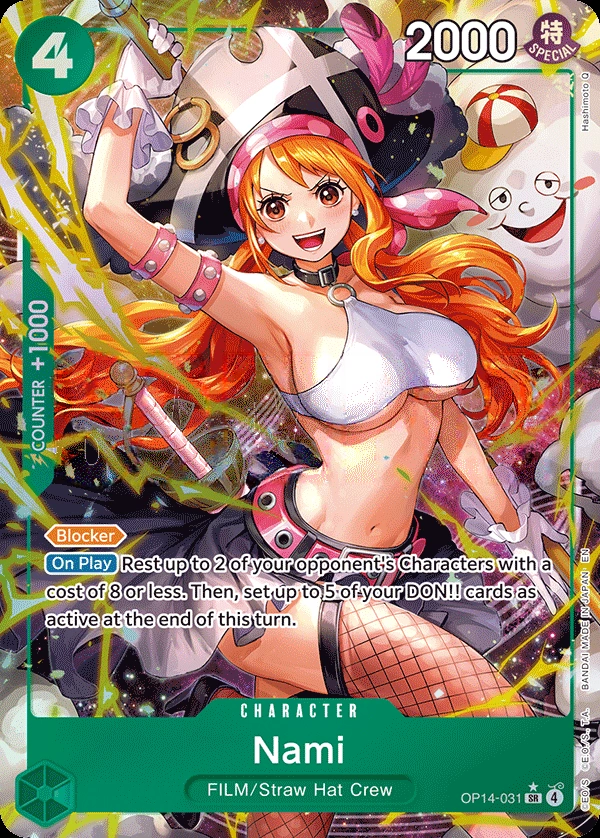 4
2000
特
SPECIAL
Hashimoto Q
COUNTER +1000
Blocker
On Play Rest up to 2 of your opponent's Characters with a
cost of 8 or less. Then, set up to 5 of your DON!! cards as
active at the end of this turn.
©E.O/S. ©E.O./S., T.A. BANDAI MADE IN JAPAN EN
CHARACTER
Nami
FILM/Straw Hat Crew
OP14-031 SR 4